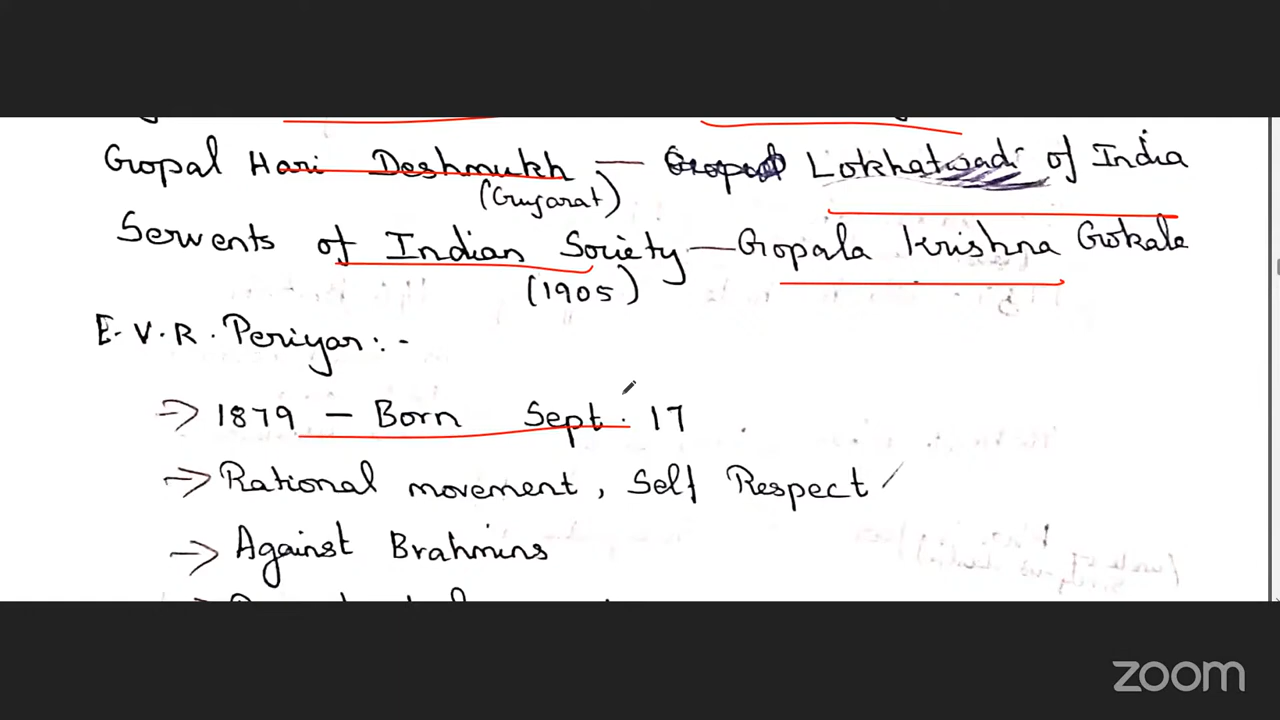 Gopal Hari Deshmukh — Lokhatwadi of India
(Gujarat)
Servents of Indian Society — Gopala Krishna Gokale
(1905)
E.V.R. Periyar:-
→ 1879 - Born Sept. 17
→ Rational movement, Self Respect
→ Against Brahmins
zoom